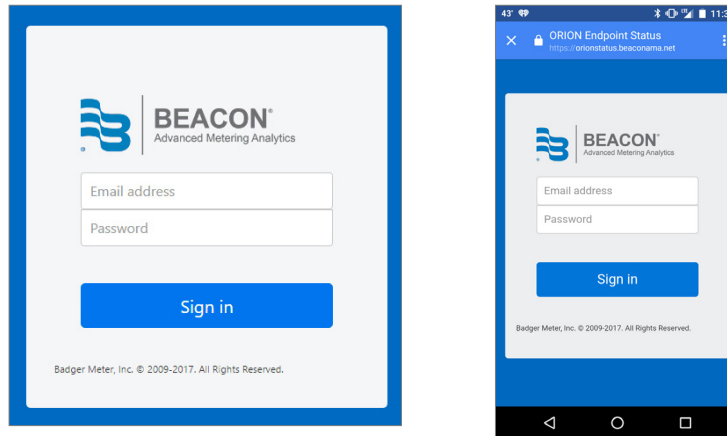 BEACON®
Advanced Metering Analytics
Email address
Password
Sign in
Badger Meter, Inc. © 2009-2017. All Rights Reserved.
43°
ORION Endpoint Status
https://orionstatus.beaconama.net
BEACON®
Advanced Metering Analytics
Email address
Password
Sign in
Badger Meter, Inc. © 2009-2017. All Rights Reserved.